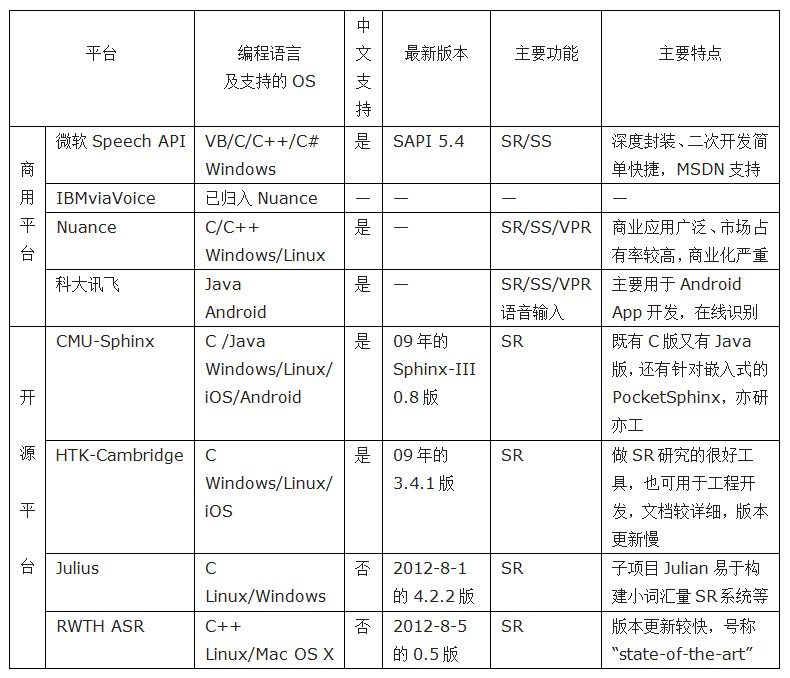 平台
编程语言
及支持的 OS
中
文
支
持
最新版本
主要功能
主要特点
商
用
平
台
微软 Speech API
VB/C/C++/C#
Windows
是
SAPI 5.4
SR/SS
深度封装、二次开发简
单快捷，MSDN 支持
IBMviaVoice
已归入 Nuance
—
—
—
—
Nuance
C/C++
Windows/Linux
是
—
SR/SS/VPR
商业应用广泛、市场占
有率较高，商业化严重
科大讯飞
Java
Android
是
—
SR/SS/VPR
语音输入
主要用于 Android
App 开发，在线识别
开
源
平
台
CMU-Sphinx
C /Java
Windows/Linux/
iOS/Android
是
09 年的
Sphinx-III
0.8 版
SR
既有 C 版又有 Java
版，还有针对嵌入式的
PocketSphinx，亦研
亦工
HTK-Cambridge
C
Windows/Linux/
iOS
是
09 年的
3.4.1 版
SR
做 SR 研究的很好工
具，也可用于工程开
发，文档较详细，版本
更新慢
Julius
C
Linux/Windows
否
2012-8-1
的 4.2.2 版
SR
子项目 Julian 易于构
建小词汇量 SR 系统等
RWTH ASR
C++
Linux/Mac OS X
否
2012-8-5
的 0.5 版
SR
版本更新较快，号称
“state-of-the-art”